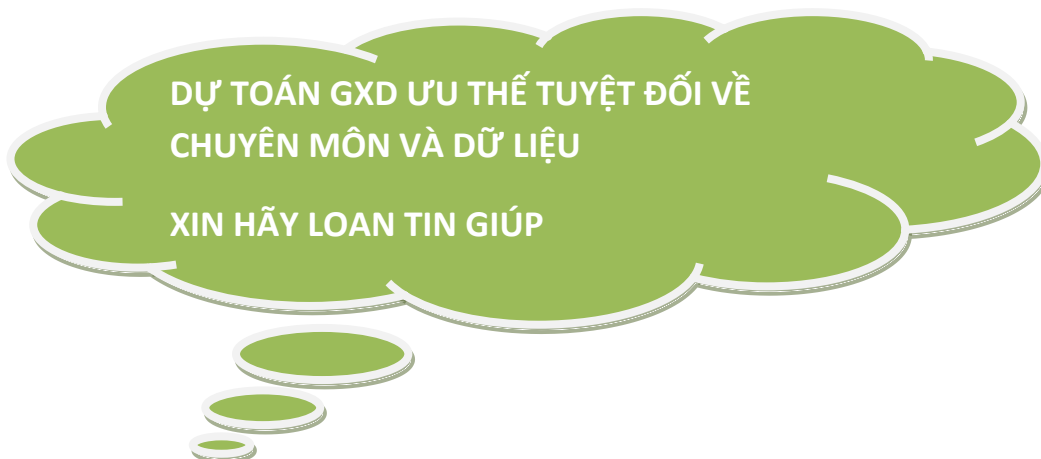 DỰ TOÁN GXD ƯU THẾ TUYỆT ĐỐI VỀ
CHUYÊN MÔN VÀ DỮ LIỆU
XIN HÃY LOAN TIN GIÚP